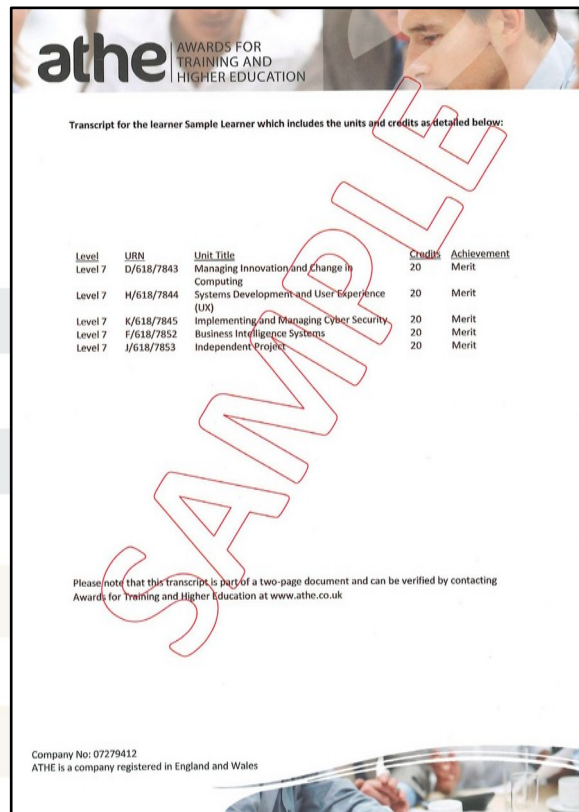 athe
AWARDS FOR
TRAINING AND
HIGHER EDUCATION
Transcript for the learner Sample Learner which includes the units and credits as detailed below:
Level URN Unit Title Credits Achievement
Level 7 D/618/7843 Managing Innovation and Change in 20 Merit
Computing
Level 7 H/618/7844 Systems Development and User Experience 20 Merit
(UX)
Level 7 K/618/7845 Implementing and Managing Cyber Security 20 Merit
Level 7 F/618/7852 Business Intelligence Systems 20 Merit
Level 7 J/618/7853 Independent Project 20 Merit
SAMPLE
Please note that this transcript is part of a two-page document and can be verified by contacting
Awards for Training and Higher Education at www.athe.co.uk
Company No: 07279412
ATHE is a company registered in England and Wales